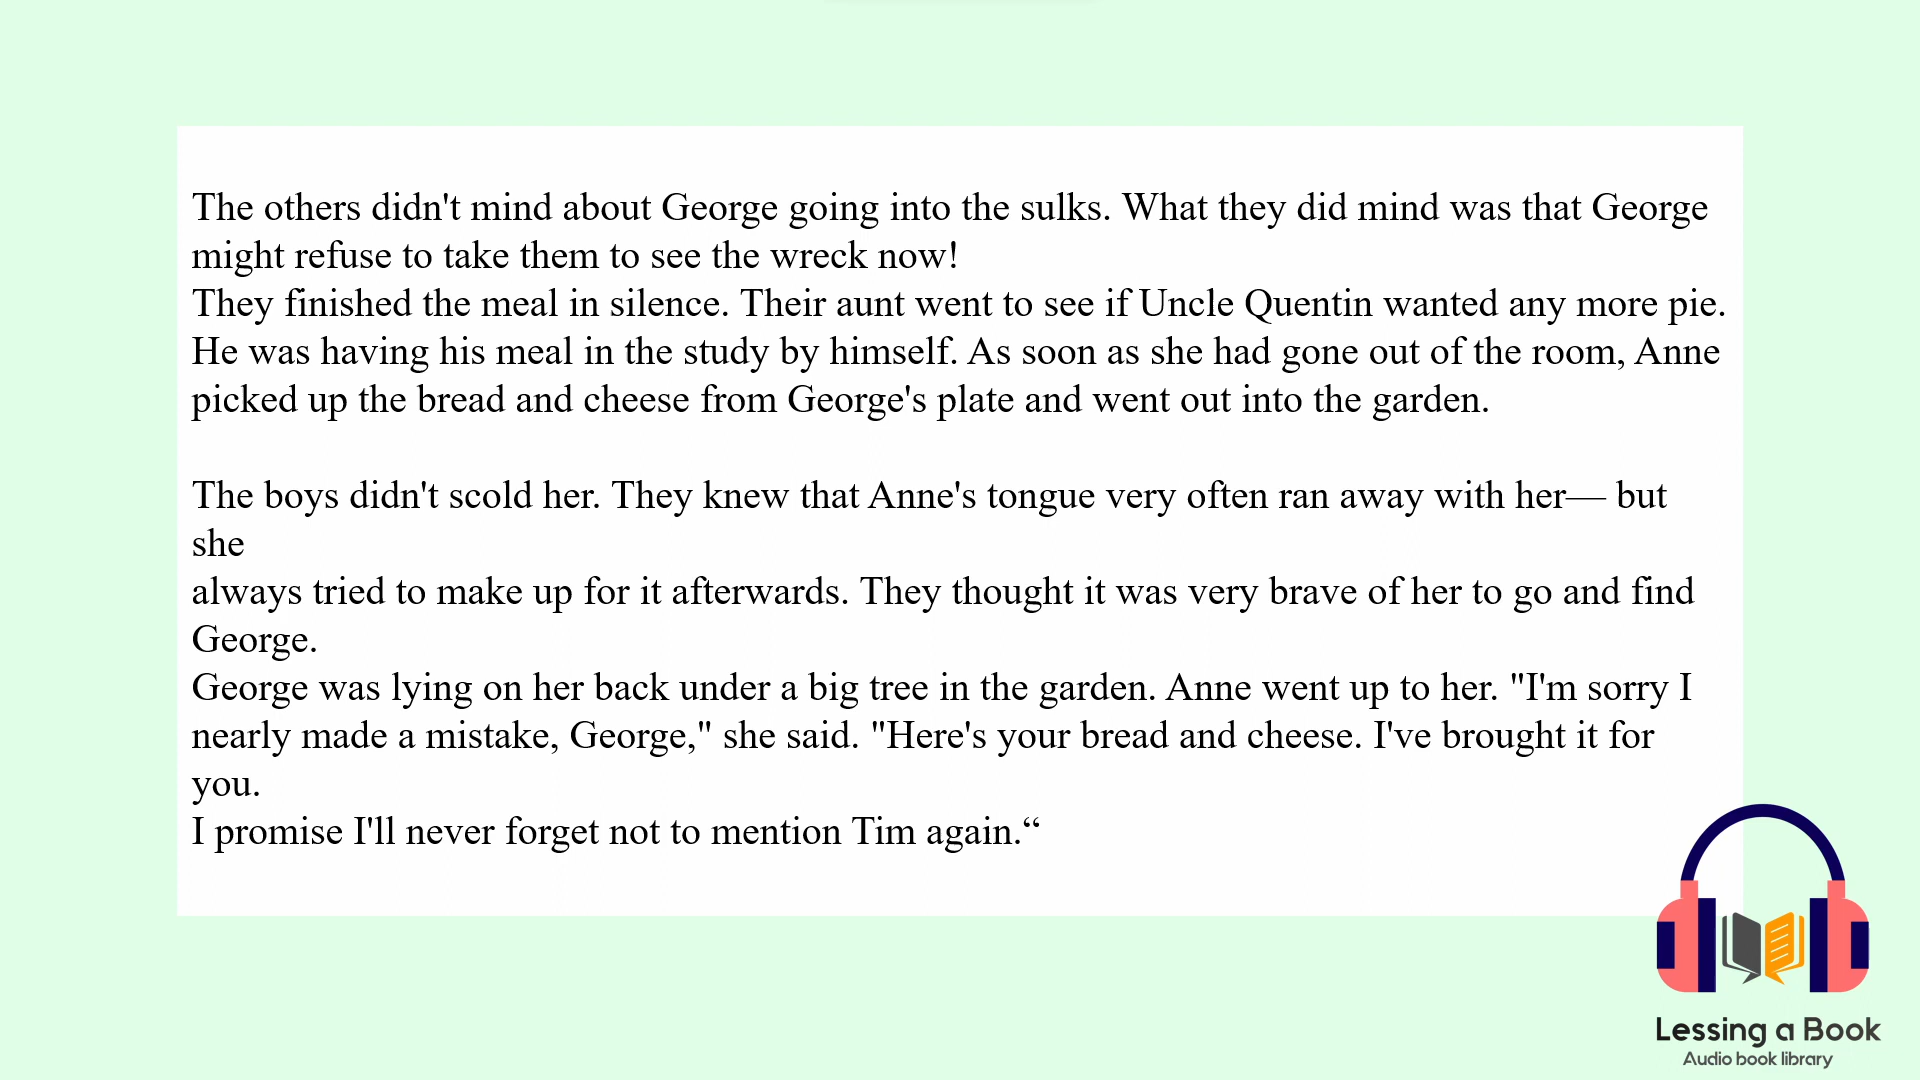 The others didn't mind about George going into the sulks. What they did mind was that George
might refuse to take them to see the wreck now!
They finished the meal in silence. Their aunt went to see if Uncle Quentin wanted any more pie.
He was having his meal in the study by himself. As soon as she had gone out of the room, Anne
picked up the bread and cheese from George's plate and went out into the garden.
The boys didn't scold her. They knew that Anne's tongue very often ran away with her— but
she
always tried to make up for it afterwards. They thought it was very brave of her to go and find
George.
George was lying on her back under a big tree in the garden. Anne went up to her. "I'm sorry I
nearly made a mistake, George," she said. "Here's your bread and cheese. I've brought it for
you.
I promise I'll never forget not to mention Tim again.“
Lessing a Book
Audio book library